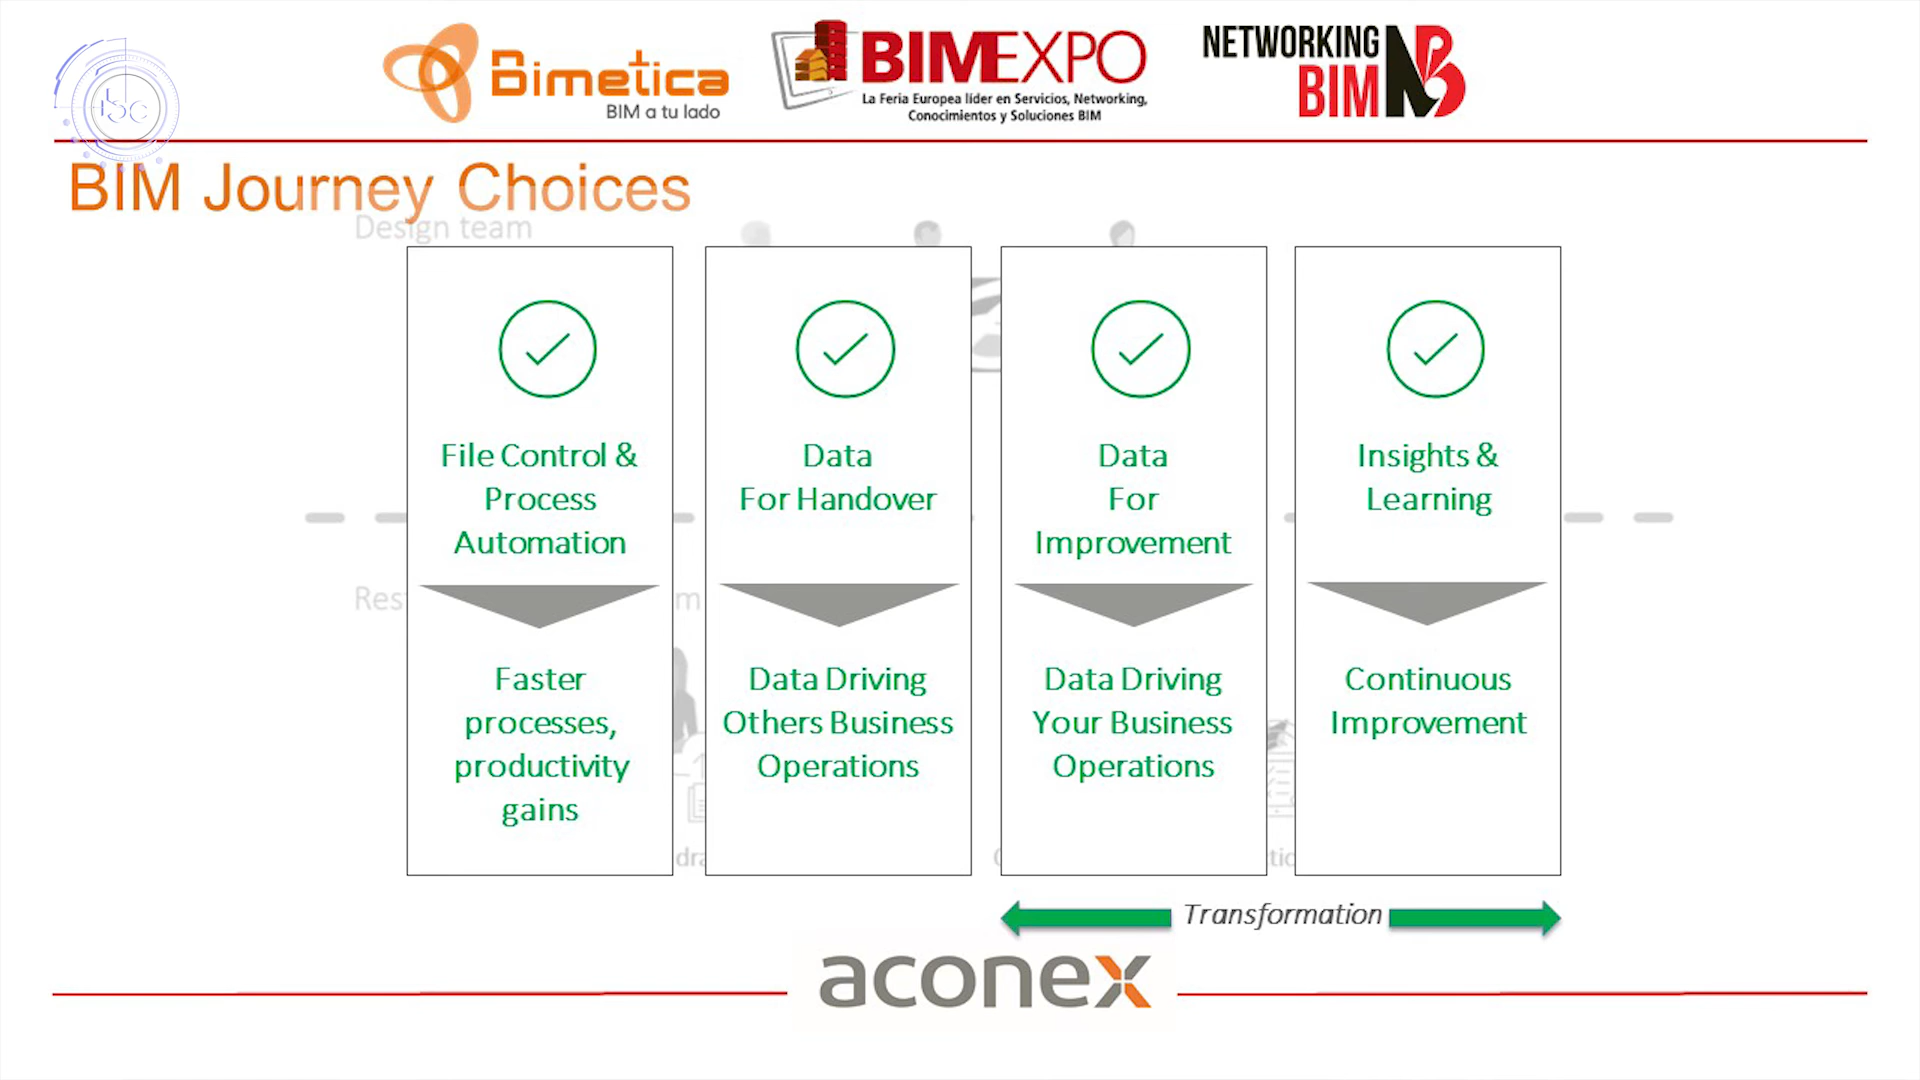 Bimetica
BIM a tu lado
BIMEXPO
La Feria Europea líder en Servicios, Networking,
Conocimientos y Soluciones BIM
NETWORKING
BIM
BIM Journey Choices
Design team
File Control &
Process
Automation
Faster
processes,
productivity
gains
Data
For Handover
Data Driving
Others Business
Operations
Data
For
Improvement
Data Driving
Your Business
Operations
Insights &
Learning
Continuous
Improvement
Transformation
aconex